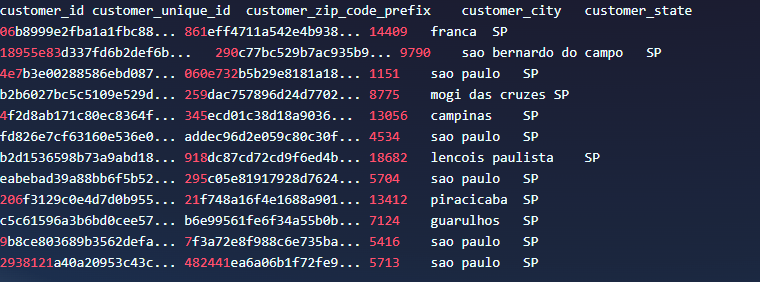 customer_id customer_unique_id customer_zip_code_prefix customer_city customer_state
06b8999e2fba1a1fbc88... 861eff4711a542e4b938... 14409 franca SP
18955e83d337fd6b2def6b... 290c77bc529b7ac935b9... 9790 sao bernardo do campo SP
4e7b3e00288586ebd087... 060e732b5b29e8181a18... 1151 sao paulo SP
b2b6027bc5c5109e529d... 259dac757896d24d7702... 8775 mogi das cruzes SP
4f2d8ab171c80ec8364f... 345ecd01c38d18a9036... 13056 campinas SP
fd826e7cf63160e536e0... addec96d2e059c80c30f... 4534 sao paulo SP
b2d1536598b73a9abd18... 918dc87cd72cd9f6ed4b... 18682 lencois paulista SP
eabebad39a88bb6f5b52... 295c05e81917928d7624... 5704 sao paulo SP
206f3129c0e4d7d0b955... 21f748a16f4e1688a901... 13412 piracicaba SP
c5c61596a3b6bd0cee57... b6e99561fe6f34a55b0b... 7124 guarulhos SP
9b8ce803689b3562defa... 7f3a72e8f988c6e735ba... 5416 sao paulo SP
2938121a40a20953c43c... 482441ea6a06b1f72fe9... 5713 sao paulo SP